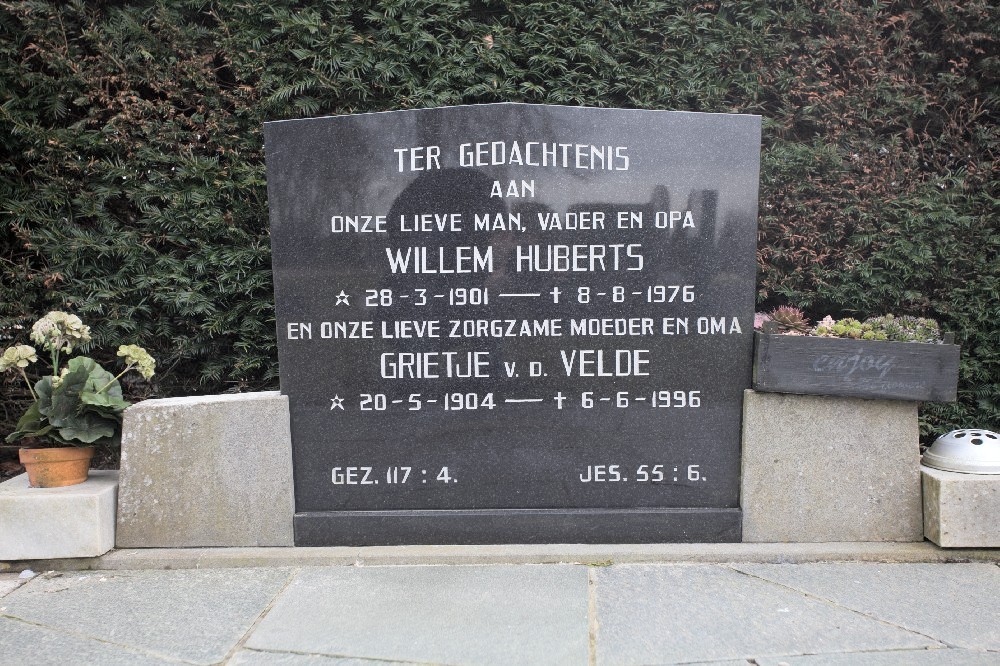 TER GEDACHTENIS
AAN
ONZE LIEVE MAN, VADER EN OPA
WILLEM HUBERTS
☆ 28-3-1901 — ✝ 8-8-1976
EN ONZE LIEVE ZORGZAME MOEDER EN OMA
GRIETJE V. D. VELDE
☆ 20-5-1904 — ✝ 6-6-1996
GEZ. 117 : 4. JES. 55 : 6.